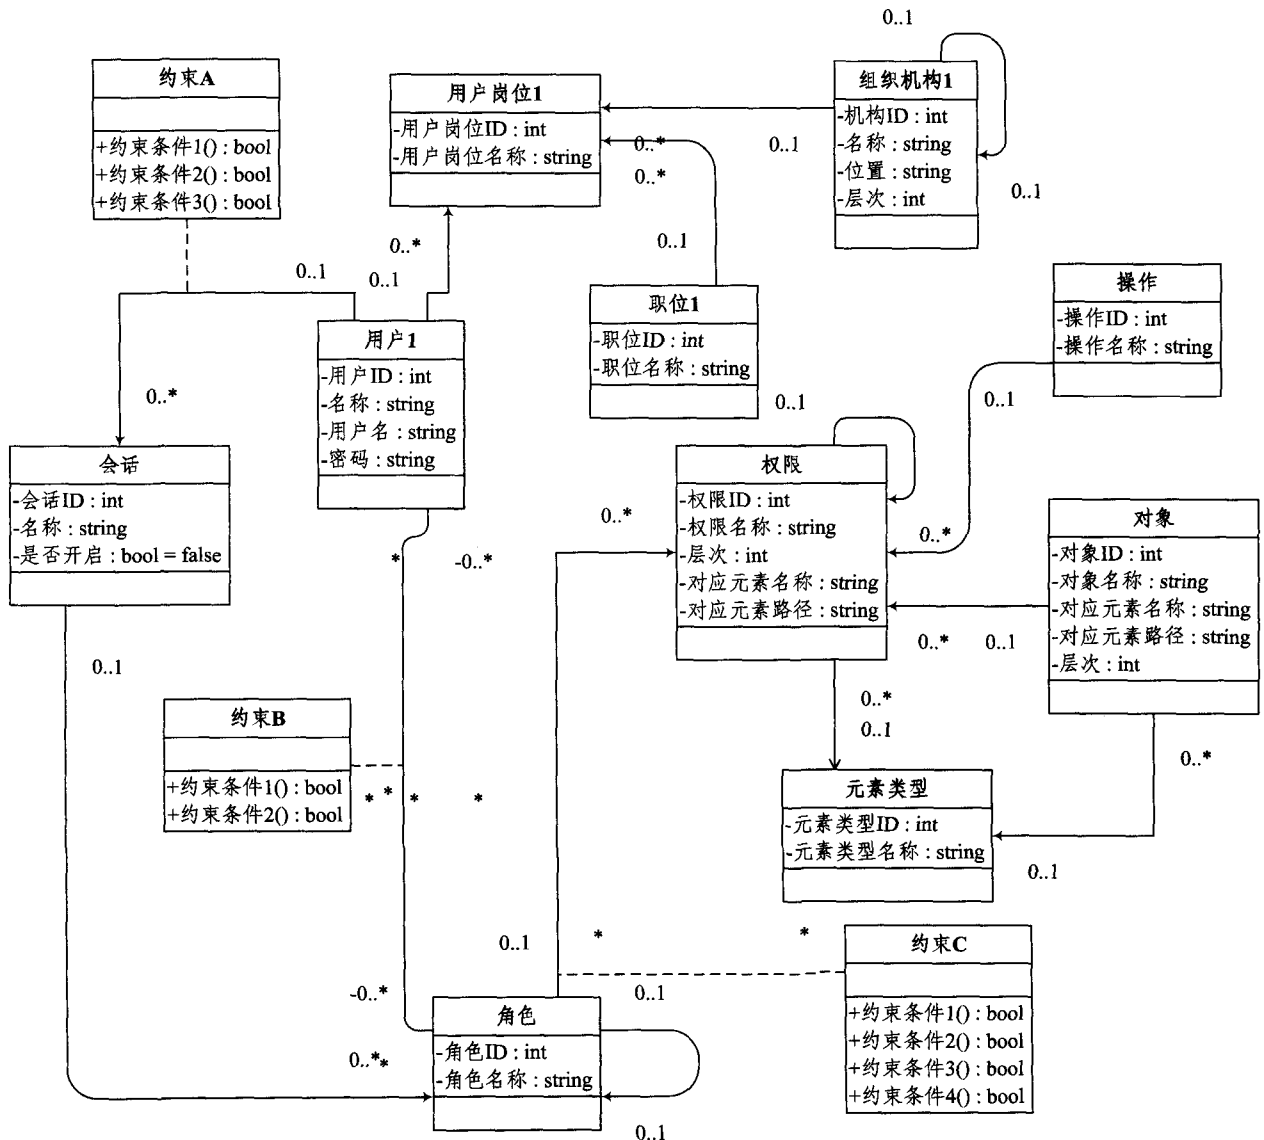 0..1
约束A
+约束条件1() : bool
+约束条件2() : bool
+约束条件3() : bool
用户岗位1
-用户岗位ID : int
-用户岗位名称 : string
0..*
0..*
组织机构1
-机构ID : int
-名称 : string
-位置 : string
-层次 : int
0..1
0..1
0..*
0..1
0..1
0..1
职位1
-职位ID : int
-职位名称 : string
操作
-操作ID : int
-操作名称 : string
用户1
-用户ID : int
-名称 : string
-用户名 : string
-密码 : string
0..*
0..1
0..1
会话
-会话ID : int
-名称 : string
-是否开启 : bool = false
权限
-权限ID : int
-权限名称 : string
-层次 : int
-对应元素名称 : string
-对应元素路径 : string
对象
-对象ID : int
-对象名称 : string
-对应元素名称 : string
-对应元素路径 : string
-层次 : int
0..*
0..*
*
-0..*
0..*
0..1
0..1
约束B
+约束条件1() : bool
+约束条件2() : bool
0..*
0..1
0..*
元素类型
-元素类型ID : int
-元素类型名称 : string
* * * *
0..1
0..1
* *
约束C
+约束条件1() : bool
+约束条件2() : bool
+约束条件3() : bool
+约束条件4() : bool
-0..*
0..1
角色
-角色ID : int
-角色名称 : string
0..*
*
0..1